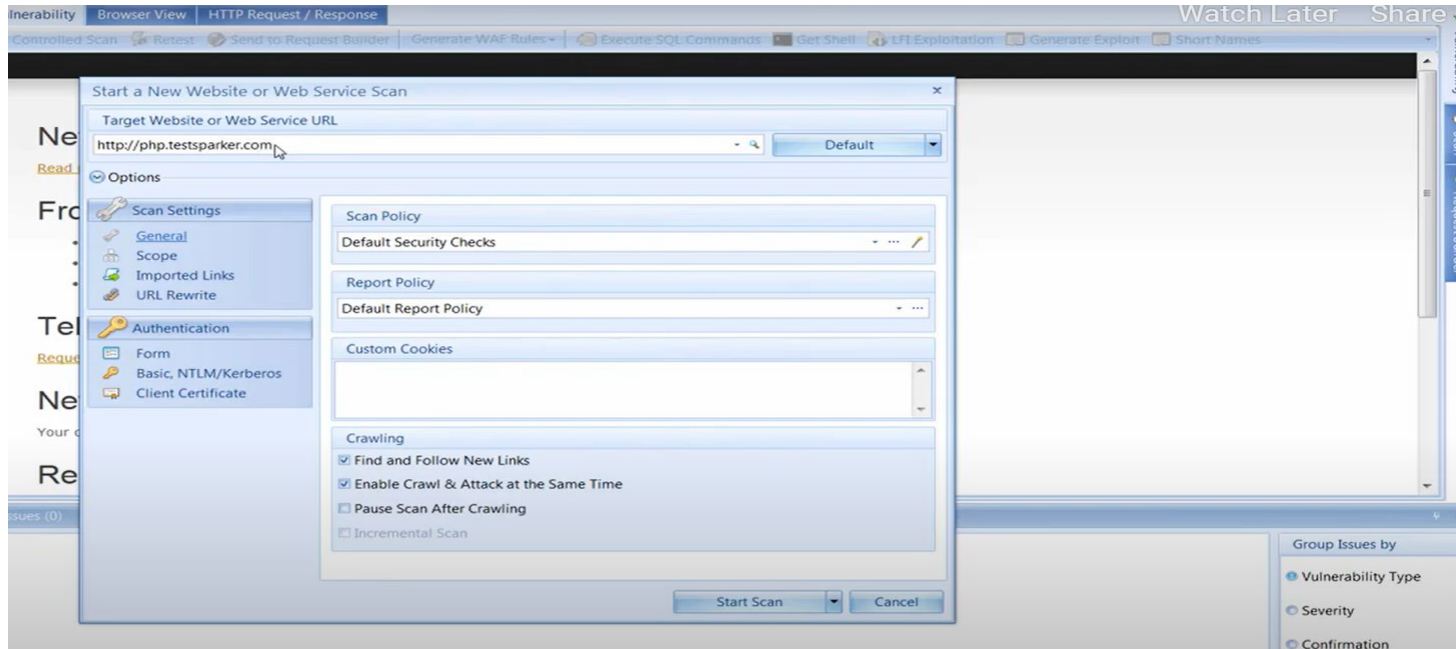 Vulnerability Browser View HTTP Request / Response
Watch Later Share
Controlled Scan Retest Send to Request Builder Generate WAF Rules Execute SQL Commands Get Shell LFI Exploitation Generate Exploit Short Names
Start a New Website or Web Service Scan
Target Website or Web Service URL
http://php.testsparker.com
Default
Options
Scan Settings
General
Scope
Imported Links
URL Rewrite
Authentication
Form
Basic, NTLM/Kerberos
Client Certificate
Scan Policy
Default Security Checks
Report Policy
Default Report Policy
Custom Cookies
Crawling
Find and Follow New Links
Enable Crawl & Attack at the Same Time
Pause Scan After Crawling
Incremental Scan
Start Scan
Cancel
Ne
Read
Fro
Tel
Reque
Ne
Your
Re
Issues (0)
Group Issues by
Vulnerability Type
Severity
Confirmation